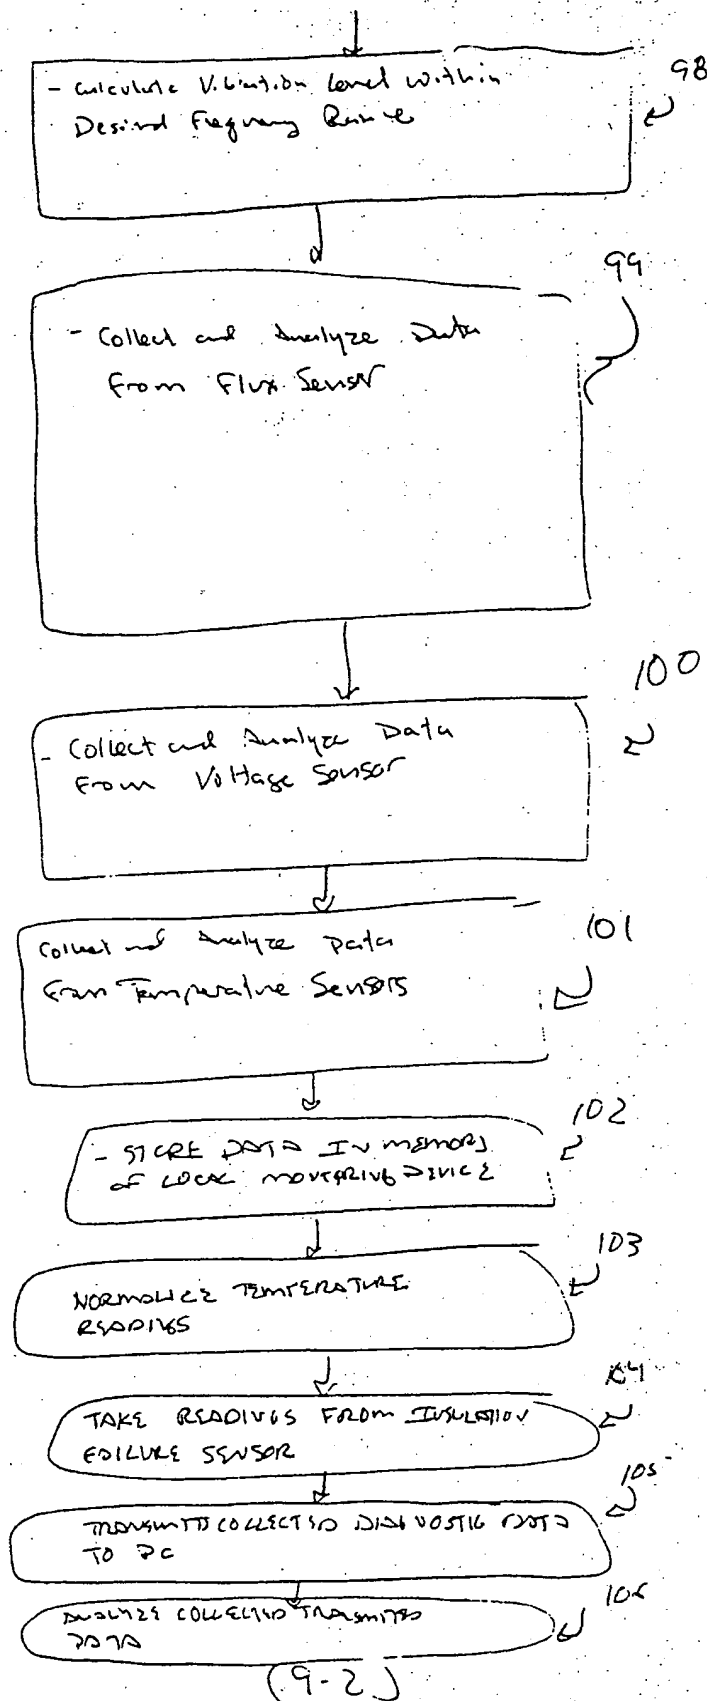 - Calculate Vibration Level within
Desired Frequency Range
98
- Collect and Analyze Data
From Flux Sensor
99
- Collect and Analyze Data
From Voltage Sensor
100
Collect and Analyze Data
From Temperature Sensors
101
- STORE DATA IN MEMORY
OF LOCAL MONITORING DEVICE
102
NORMALIZE TEMPERATURE
READINGS
103
TAKE READINGS FROM INSULATION
FAILURE SENSOR
104
TRANSMITTS COLLECTED DIAGNOSTIC DATA
TO PC
105
ANALYZE COLLECTED TRANSMITTED
DATA
106
(9-2)